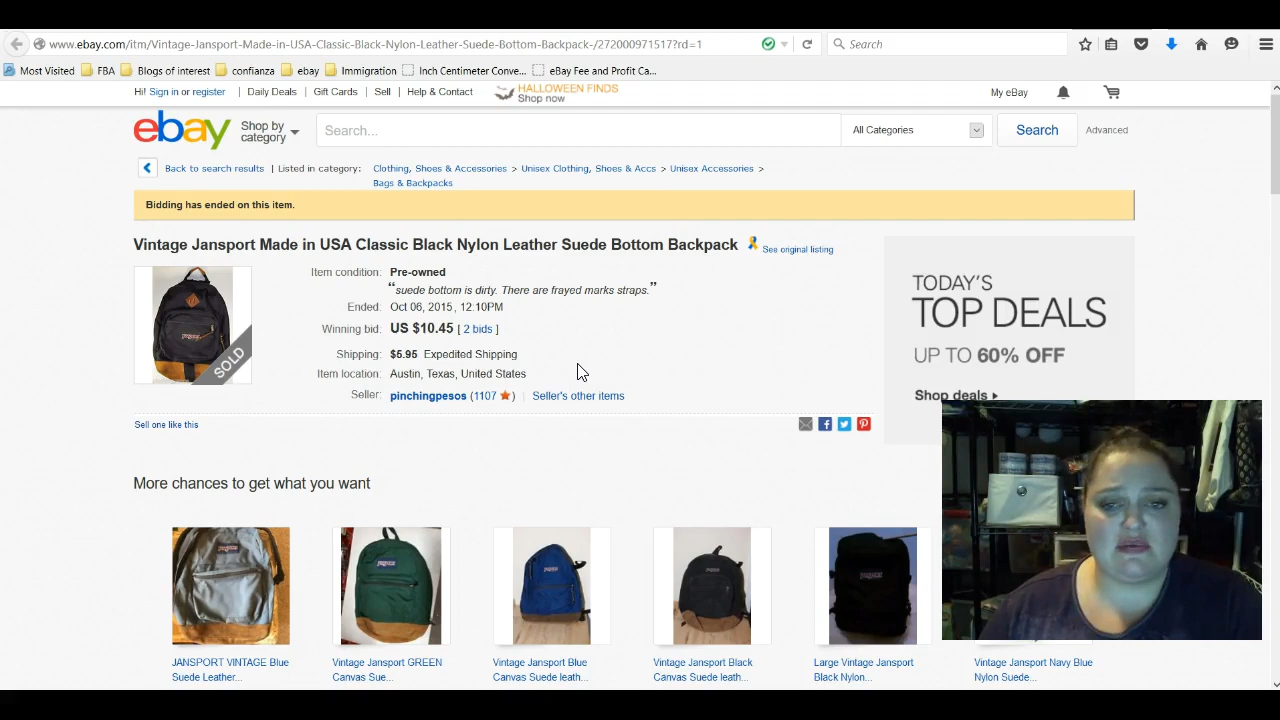 www.ebay.com/itm/Vintage-Jansport-Made-in-USA-Classic-Black-Nylon-Leather-Suede-Bottom-Backpack-/272000971517?rd=1
Search
Most Visited FBA Blogs of interest confianza ebay Immigration Inch Centimeter Conve... eBay Fee and Profit Ca...
Hi! Sign in or register Daily Deals Gift Cards Sell Help & Contact HALLOWEEN FINDS Shop now My eBay
ebay Shop by category Search... All Categories Search Advanced
Back to search results | Listed in category: Clothing, Shoes & Accessories > Unisex Clothing, Shoes & Accs > Unisex Accessories >
Bags & Backpacks
Bidding has ended on this item.
Vintage Jansport Made in USA Classic Black Nylon Leather Suede Bottom Backpack See original listing
Item condition: Pre-owned
“suede bottom is dirty. There are frayed marks straps.”
Ended: Oct 06, 2015, 12:10PM
Winning bid: US $10.45 [ 2 bids ]
Shipping: $5.95 Expedited Shipping
Item location: Austin, Texas, United States
Seller: pinchingpesos (1107 ) | Seller's other items
SOLD
TODAY'S
TOP DEALS
UP TO 60% OFF
Shop deals
Sell one like this
More chances to get what you want
JANSPORT VINTAGE Blue
Suede Leather...
Vintage Jansport GREEN
Canvas Sue...
Vintage Jansport Blue
Canvas Suede leath...
Vintage Jansport Black
Canvas Suede leath...
Large Vintage Jansport
Black Nylon...
Vintage Jansport Navy Blue
Nylon Suede...